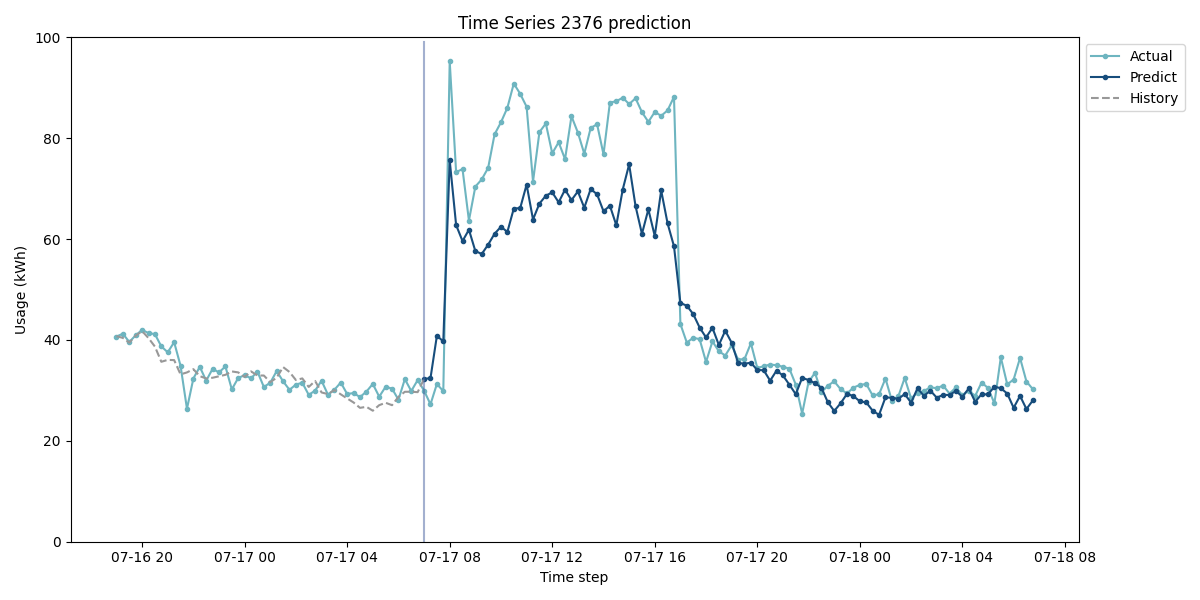 Time Series 2376 prediction
100
80
60
40
20
0
Usage (kWh)
07-16 20
07-17 00
07-17 04
07-17 08
07-17 12
07-17 16
07-17 20
07-18 00
07-18 04
07-18 08
Time step
Actual
Predict
History